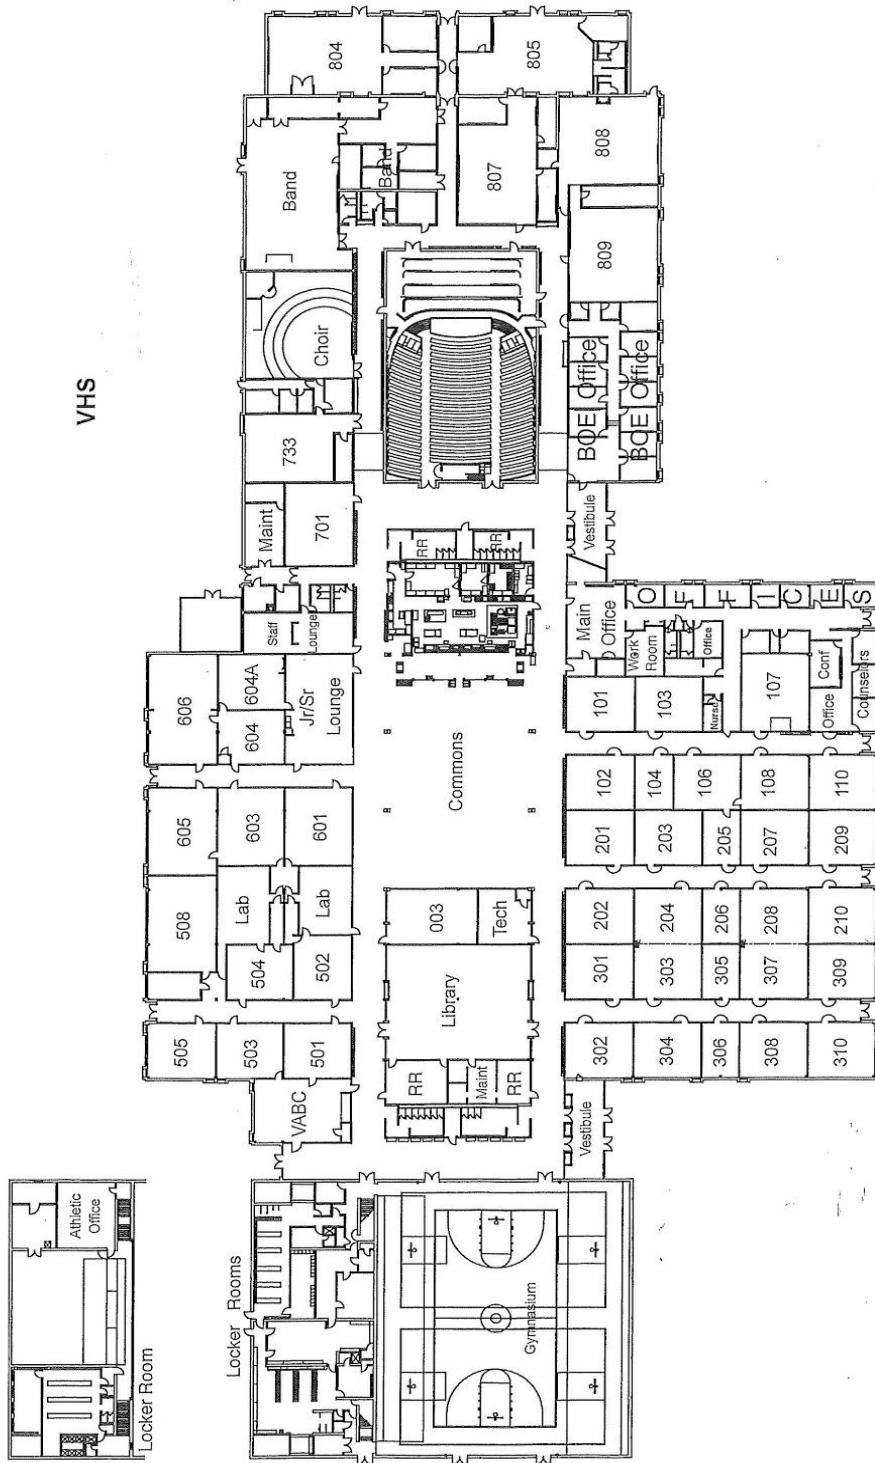 VHS
804
805
Band
Band
807
808
809
Choir
BOE Office
BOE Office
733
Maint
701
RR
RR
Vestibule
Staff
Lounge
Main
Office
OFFICES
Work
Room
Office
606
604A
604
Jr/Sr
Lounge
Commons
101
103
Nurse
107
Conf
Office
Counselors
605
603
601
102
104
106
108
110
201
203
205
207
209
508
Lab
Lab
003
Tech
202
204
206
208
210
504
502
Library
301
303
305
307
309
505
503
501
RR
Maint
RR
302
304
306
308
310
VABC
Vestibule
Athletic
Office
Locker Room
Locker Rooms
Gymnasium